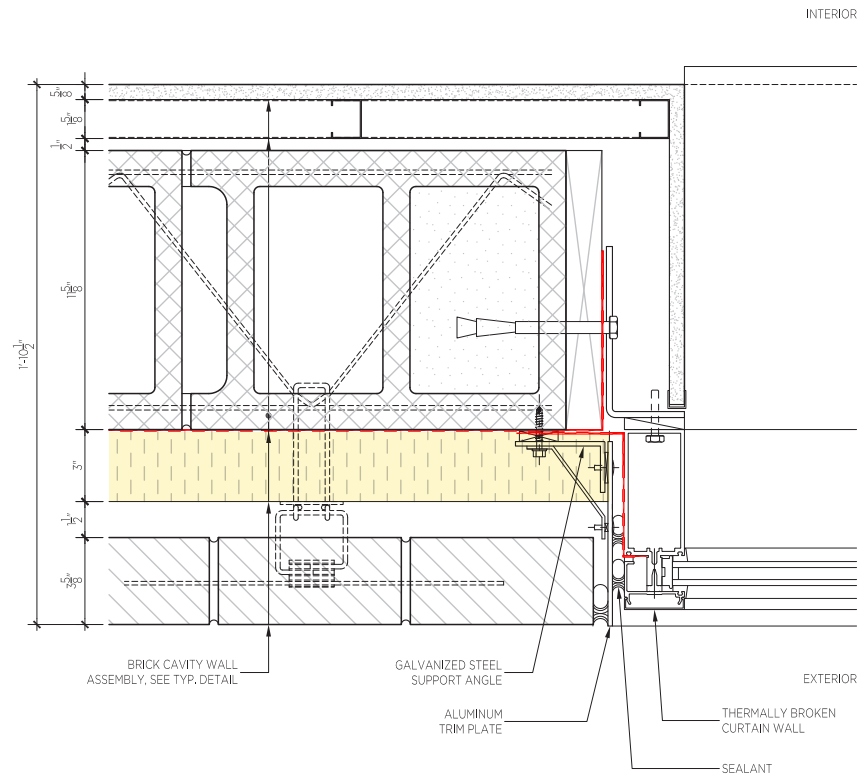 INTERIOR
5/8"
1 5/8"
1/2"
11 5/8"
1'-10 1/2"
3"
1 1/2"
3 5/8"
BRICK CAVITY WALL
ASSEMBLY, SEE TYP. DETAIL
GALVANIZED STEEL
SUPPORT ANGLE
ALUMINUM
TRIM PLATE
EXTERIOR
THERMALLY BROKEN
CURTAIN WALL
SEALANT